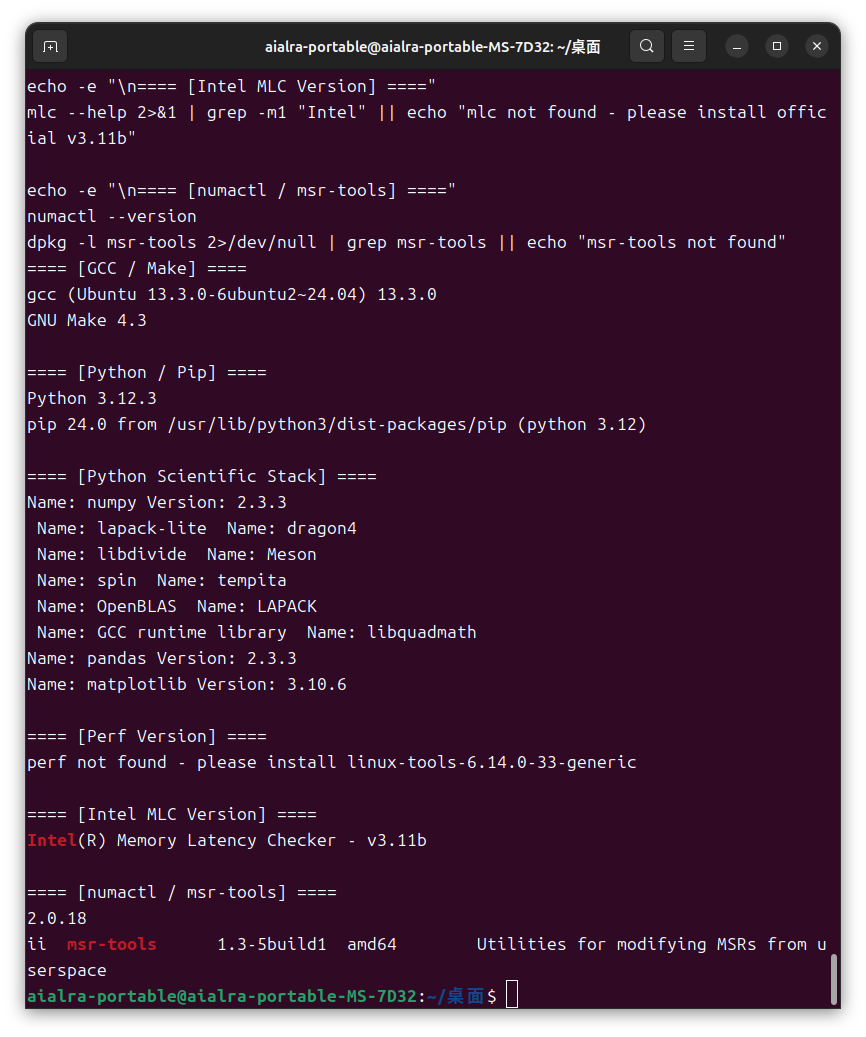 aialra-portable@aialra-portable-MS-7D32: ~/桌面
echo -e "\n==== [Intel MLC Version] ===="
mlc --help 2>&1 | grep -m1 "Intel" || echo "mlc not found - please install offic
ial v3.11b"
echo -e "\n==== [numactl / msr-tools] ===="
numactl --version
dpkg -l msr-tools 2>/dev/null | grep msr-tools || echo "msr-tools not found"
==== [GCC / Make] ====
gcc (Ubuntu 13.3.0-6ubuntu2~24.04) 13.3.0
GNU Make 4.3
==== [Python / Pip] ====
Python 3.12.3
pip 24.0 from /usr/lib/python3/dist-packages/pip (python 3.12)
==== [Python Scientific Stack] ====
Name: numpy Version: 2.3.3
Name: lapack-lite  Name: dragon4
Name: libdivide  Name: Meson
Name: spin  Name: tempita
Name: OpenBLAS  Name: LAPACK
Name: GCC runtime library  Name: libquadmath
Name: pandas Version: 2.3.3
Name: matplotlib Version: 3.10.6
==== [Perf Version] ====
perf not found - please install linux-tools-6.14.0-33-generic
==== [Intel MLC Version] ====
Intel(R) Memory Latency Checker - v3.11b
==== [numactl / msr-tools] ====
2.0.18
ii  msr-tools      1.3-5build1  amd64        Utilities for modifying MSRs from u
serspace
aialra-portable@aialra-portable-MS-7D32:~/桌面$